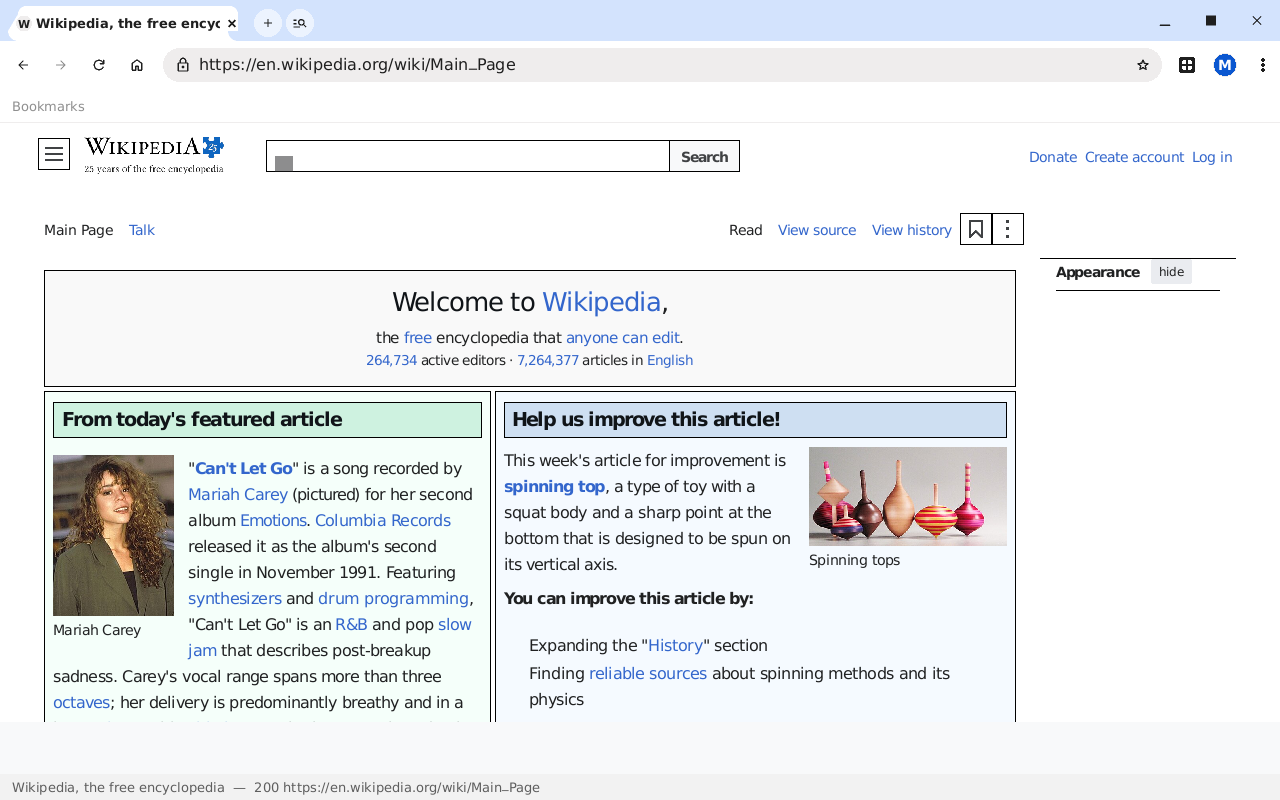 W Wikipedia, the free encyc
https://en.wikipedia.org/wiki/Main_Page
M
Bookmarks
WIKIPEDIA 25
25 years of the free encyclopedia
Search
Donate Create account Log in
Main Page Talk
Read View source View history
Appearance hide
Welcome to Wikipedia,
the free encyclopedia that anyone can edit.
264,734 active editors · 7,264,377 articles in English
From today's featured article
"Can't Let Go" is a song recorded by
Mariah Carey (pictured) for her second
album Emotions. Columbia Records
released it as the album's second
single in November 1991. Featuring
synthesizers and drum programming,
"Can't Let Go" is an R&B and pop slow
jam that describes post-breakup
Mariah Carey
sadness. Carey's vocal range spans more than three
octaves; her delivery is predominantly breathy and in a
Help us improve this article!
This week's article for improvement is
spinning top, a type of toy with a
squat body and a sharp point at the
bottom that is designed to be spun on
its vertical axis.
Spinning tops
You can improve this article by:
Expanding the "History" section
Finding reliable sources about spinning methods and its
physics
Wikipedia, the free encyclopedia — 200 https://en.wikipedia.org/wiki/Main_Page